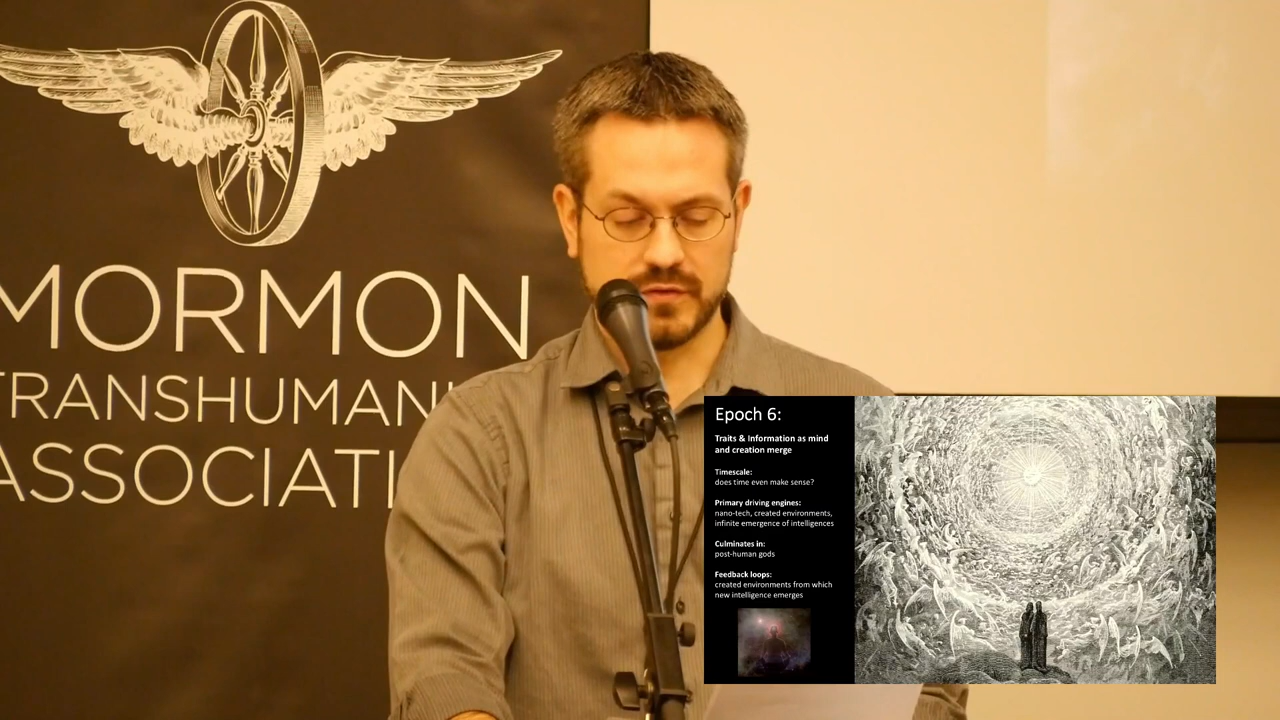 MORMON
TRANSHUMANI
ASSOCIATI
Epoch 6:
Traits & Information as mind
and creation merge
Timescale:
does time even make sense?
Primary driving engines:
nano-tech, created environments,
infinite emergence of intelligences
Culminates in:
post-human gods
Feedback loops:
created environments from which
new intelligence emerges